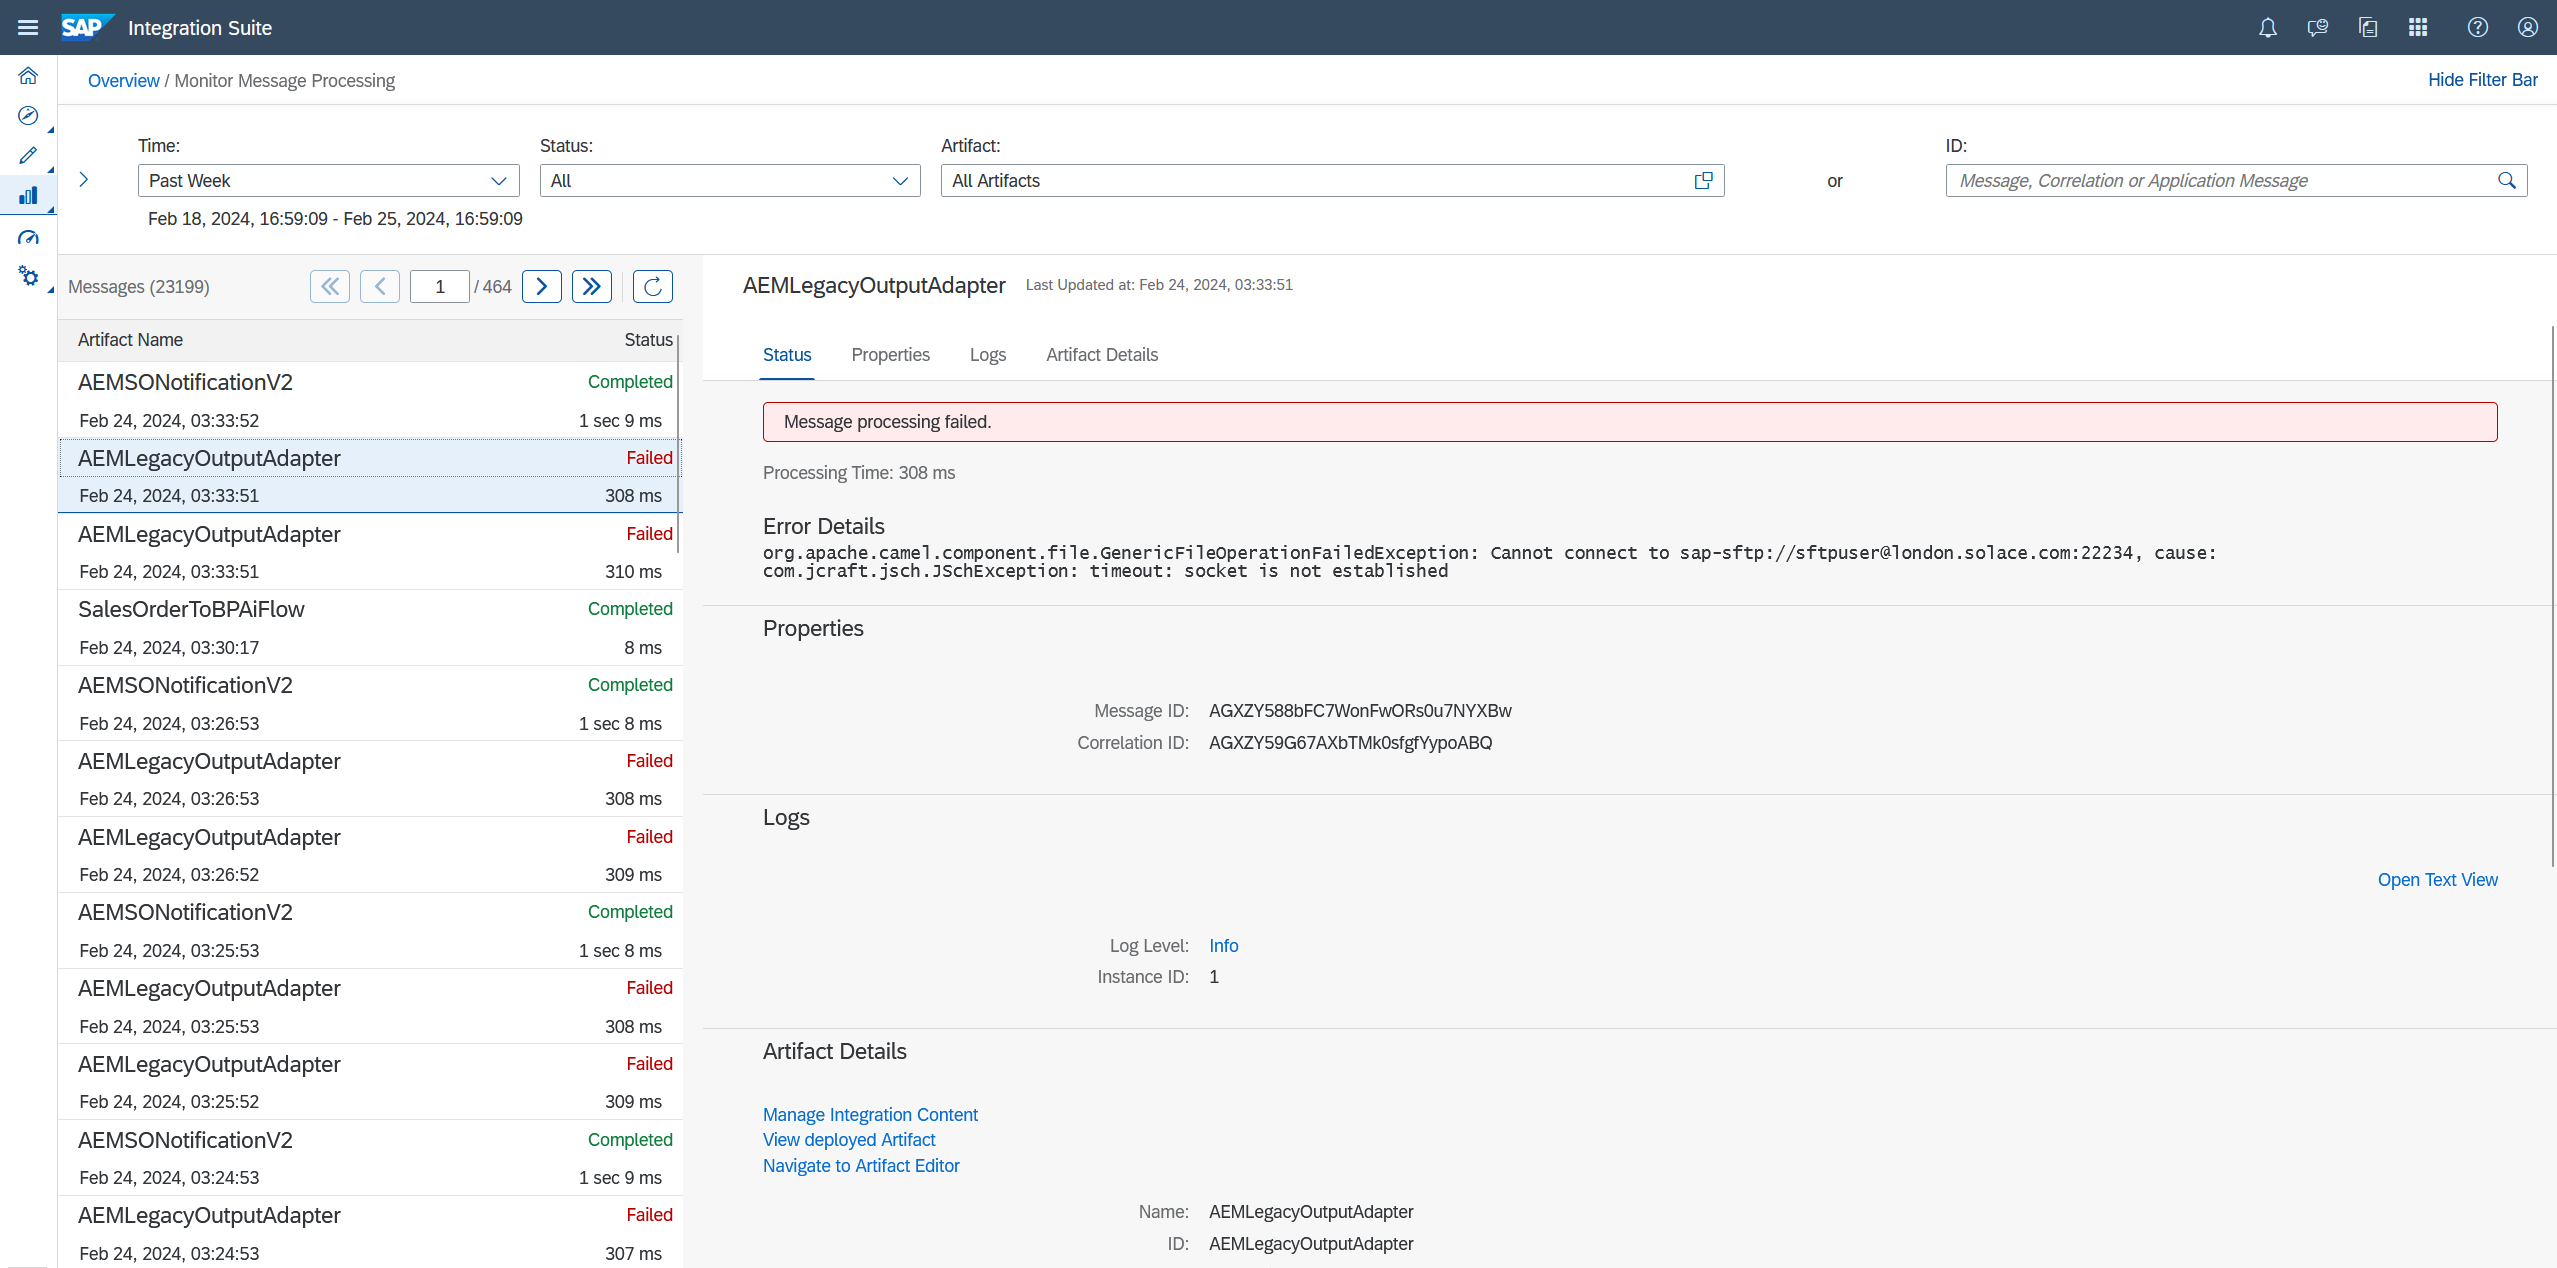 SAP Integration Suite
Overview / Monitor Message Processing
Hide Filter Bar
Time:
Status:
Artifact:
ID:
Past Week
All
All Artifacts
or
Message, Correlation or Application Message
Feb 18, 2024, 16:59:09 - Feb 25, 2024, 16:59:09
Messages (23199)
1 / 464
Artifact Name Status
AEMSONotificationV2 Completed
Feb 24, 2024, 03:33:52 1 sec 9 ms
AEMLegacyOutputAdapter Failed
Feb 24, 2024, 03:33:51 308 ms
AEMLegacyOutputAdapter Failed
Feb 24, 2024, 03:33:51 310 ms
SalesOrderToBPAiFlow Completed
Feb 24, 2024, 03:30:17 8 ms
AEMSONotificationV2 Completed
Feb 24, 2024, 03:26:53 1 sec 8 ms
AEMLegacyOutputAdapter Failed
Feb 24, 2024, 03:26:53 308 ms
AEMLegacyOutputAdapter Failed
Feb 24, 2024, 03:26:52 309 ms
AEMSONotificationV2 Completed
Feb 24, 2024, 03:25:53 1 sec 8 ms
AEMLegacyOutputAdapter Failed
Feb 24, 2024, 03:25:53 308 ms
AEMLegacyOutputAdapter Failed
Feb 24, 2024, 03:25:52 309 ms
AEMSONotificationV2 Completed
Feb 24, 2024, 03:24:53 1 sec 9 ms
AEMLegacyOutputAdapter Failed
Feb 24, 2024, 03:24:53 307 ms
AEMLegacyOutputAdapter Last Updated at: Feb 24, 2024, 03:33:51
Status Properties Logs Artifact Details
Message processing failed.
Processing Time: 308 ms
Error Details
org.apache.camel.component.file.GenericFileOperationFailedException: Cannot connect to sap-sftp://sftpuser@london.solace.com:22234, cause:
com.jcraft.jsch.JSchException: timeout: socket is not established
Properties
Message ID: AGXZY588bFC7WonFwORs0u7NYXBw
Correlation ID: AGXZY59G67AXbTMk0sfgfYypoABQ
Logs
Open Text View
Log Level: Info
Instance ID: 1
Artifact Details
Manage Integration Content
View deployed Artifact
Navigate to Artifact Editor
Name: AEMLegacyOutputAdapter
ID: AEMLegacyOutputAdapter